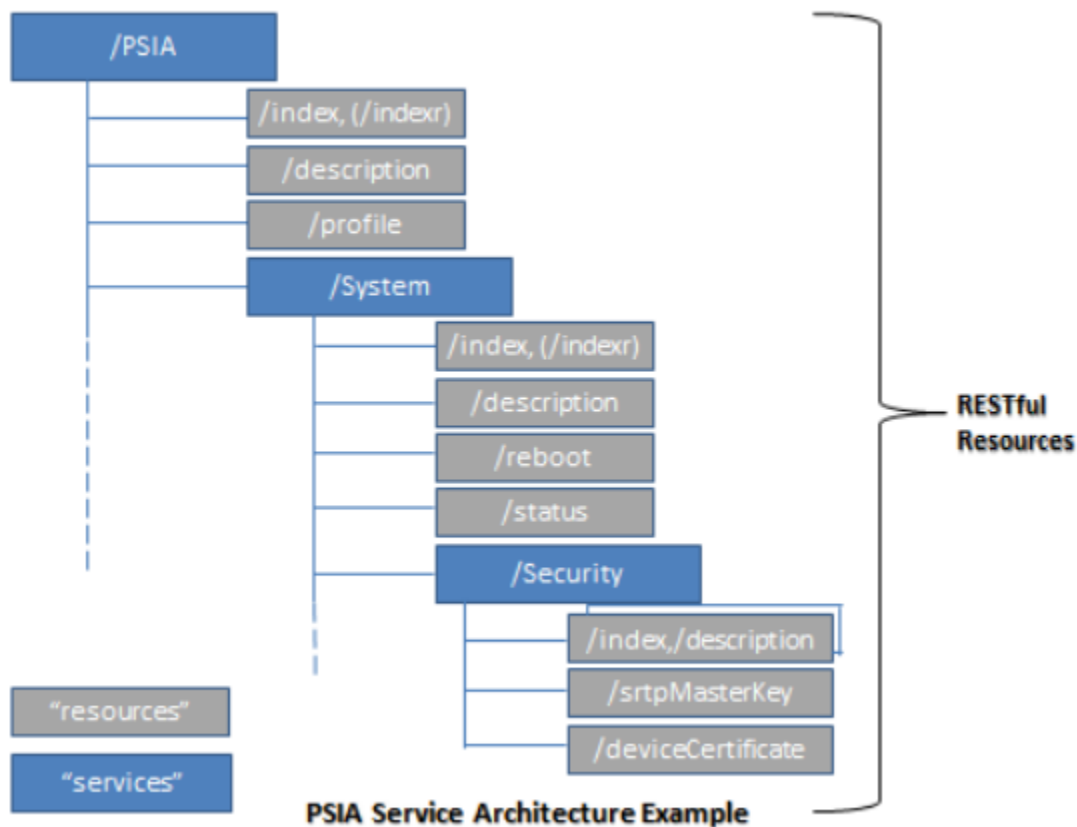 /PSIA
/index, (/indexr)
/description
/profile
/System
/index, (/indexr)
/description
/reboot
/status
/Security
/index,/description
/srtpMasterKey
/deviceCertificate
RESTful
Resources
“resources”
“services”
PSIA Service Architecture Example